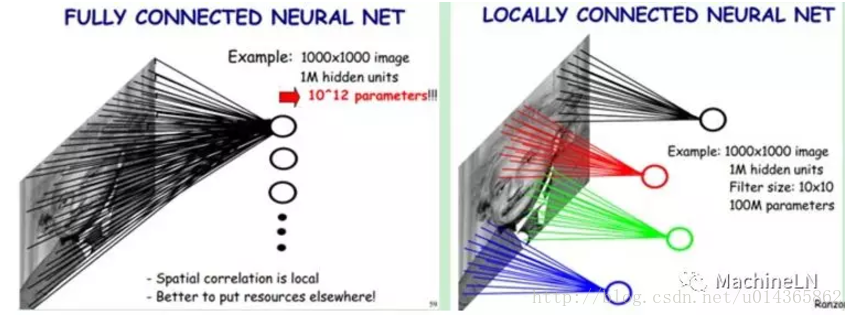 FULLY CONNECTED NEURAL NET
Example: 1000x1000 image
1M hidden units
10^12 parameters!!!
- Spatial correlation is local
- Better to put resources elsewhere!
59
LOCALLY CONNECTED NEURAL NET
Example: 1000x1000 image
1M hidden units
Filter size: 10x10
100M parameters
MachineLN
http://blog.csdn.net/u014365862
Ranzo